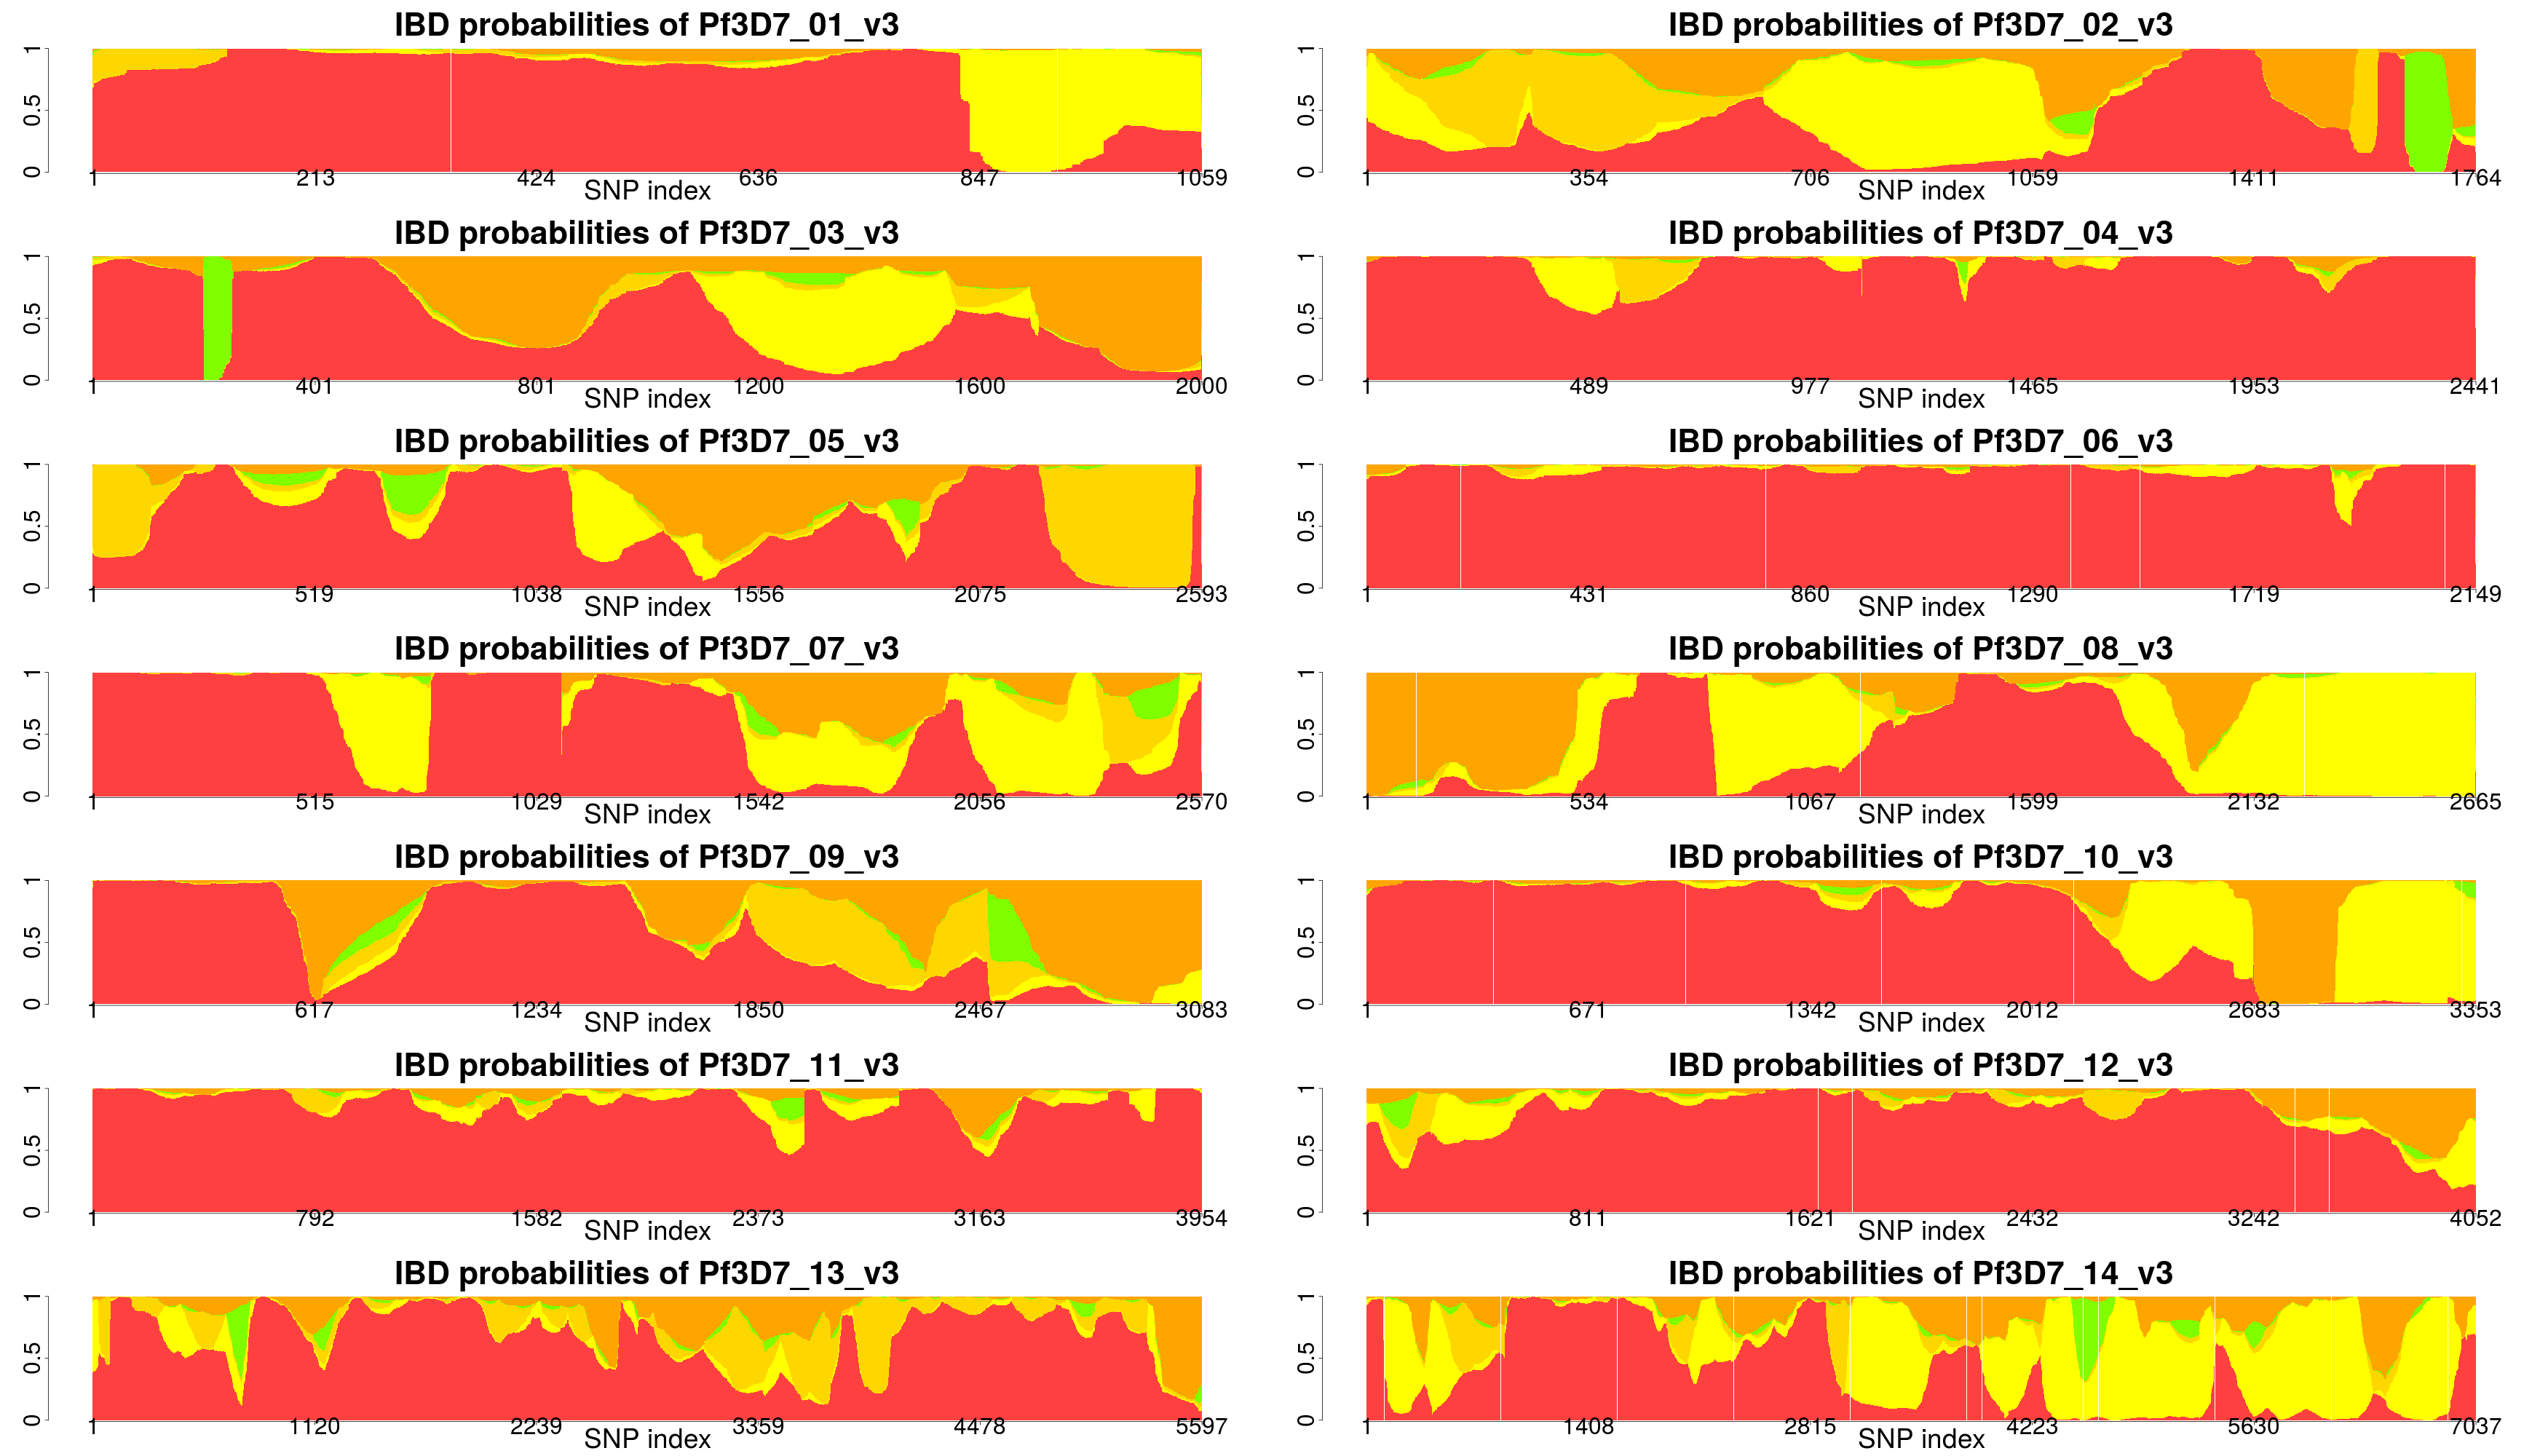 IBD probabilities of Pf3D7_01_v3
0 0.5 1
1 213 424 636 847 1059
SNP index
IBD probabilities of Pf3D7_02_v3
0 0.5 1
1 354 706 1059 1411 1764
SNP index
IBD probabilities of Pf3D7_03_v3
0 0.5 1
1 401 801 1200 1600 2000
SNP index
IBD probabilities of Pf3D7_04_v3
0 0.5 1
1 489 977 1465 1953 2441
SNP index
IBD probabilities of Pf3D7_05_v3
0 0.5 1
1 519 1038 1556 2075 2593
SNP index
IBD probabilities of Pf3D7_06_v3
0 0.5 1
1 431 860 1290 1719 2149
SNP index
IBD probabilities of Pf3D7_07_v3
0 0.5 1
1 515 1029 1542 2056 2570
SNP index
IBD probabilities of Pf3D7_08_v3
0 0.5 1
1 534 1067 1599 2132 2665
SNP index
IBD probabilities of Pf3D7_09_v3
0 0.5 1
1 617 1234 1850 2467 3083
SNP index
IBD probabilities of Pf3D7_10_v3
0 0.5 1
1 671 1342 2012 2683 3353
SNP index
IBD probabilities of Pf3D7_11_v3
0 0.5 1
1 792 1582 2373 3163 3954
SNP index
IBD probabilities of Pf3D7_12_v3
0 0.5 1
1 811 1621 2432 3242 4052
SNP index
IBD probabilities of Pf3D7_13_v3
0 0.5 1
1 1120 2239 3359 4478 5597
SNP index
IBD probabilities of Pf3D7_14_v3
0 0.5 1
1 1408 2815 4223 5630 7037
SNP index